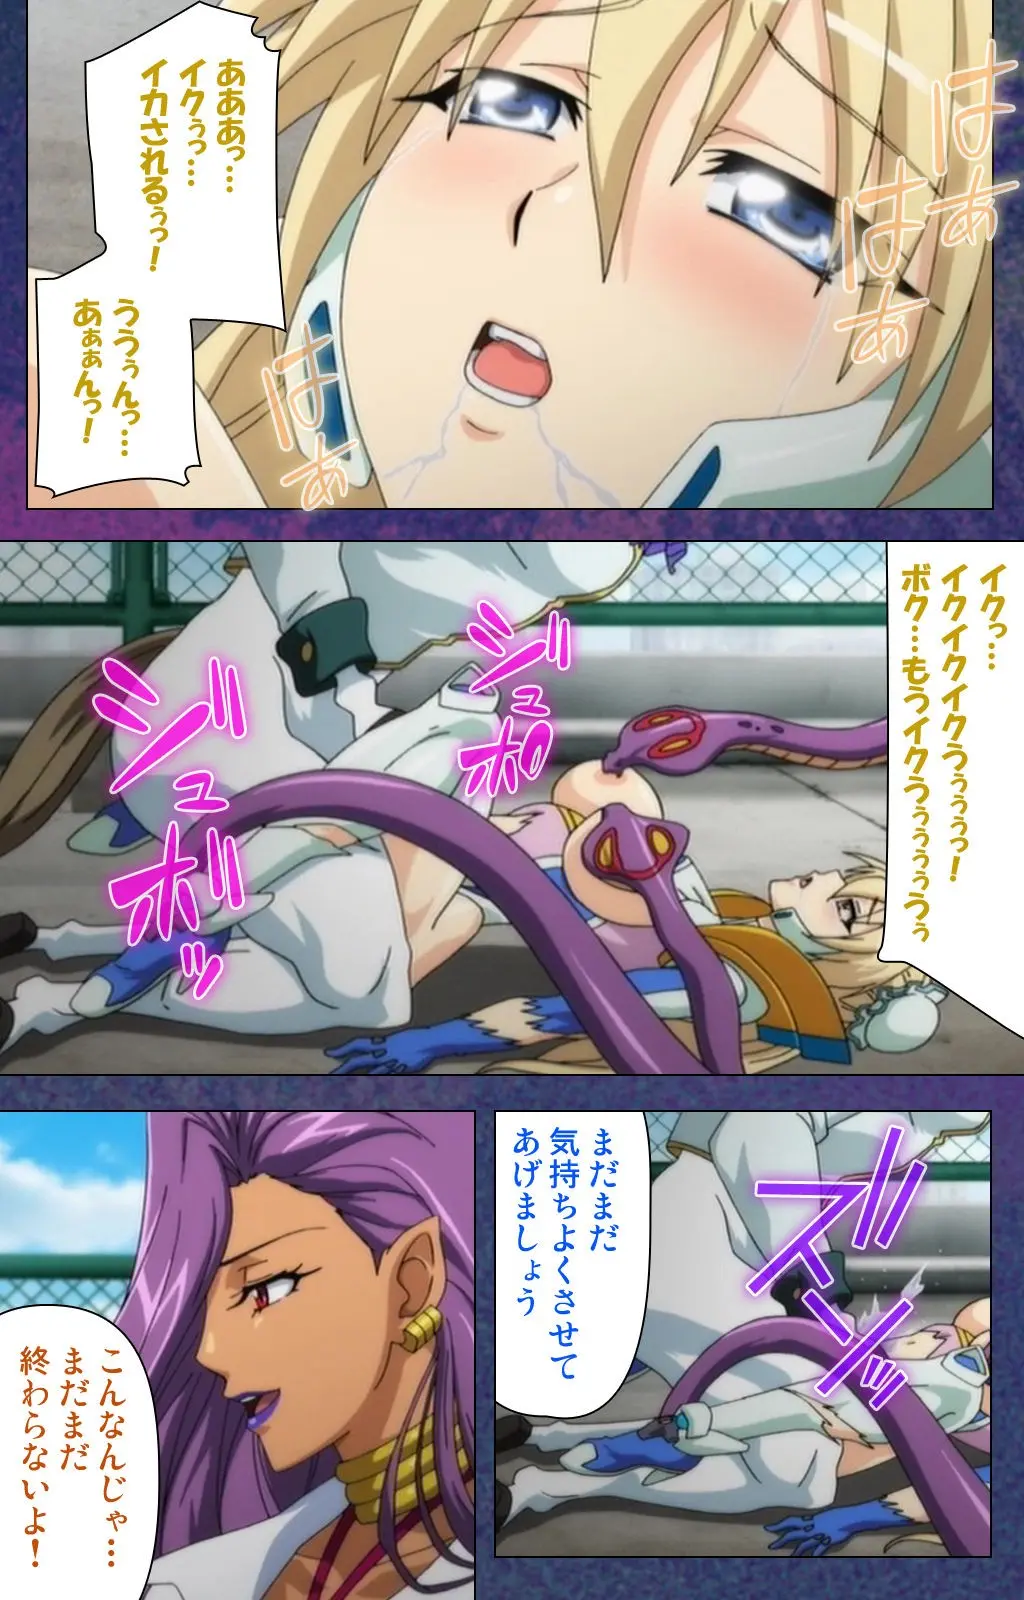 あああっ…
イクぅっ…
イカされるぅっ！
ううぅんっ…
あぁぁんっ！
はぁ
はぁ
はぁ
イクっ…
イクイクイクうぅぅぅっ！
ボク…もうイクうぅぅぅぅぅ
ジュポ
ジュボッ
まだまだ
気持ちよくさせて
あげましょう
ズンッ
こんなんじゃ…
まだまだ
終わらないよ！